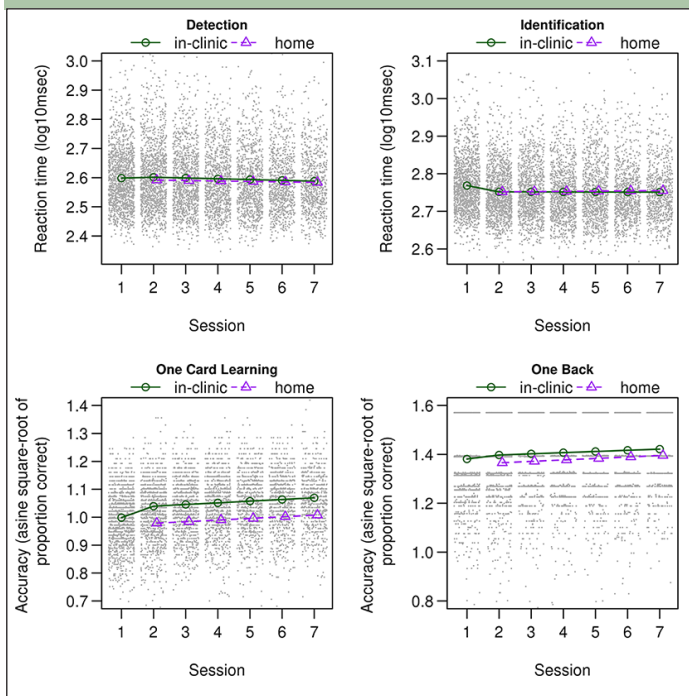 Detection
in-clinic home
Reaction time (log10msec)
3.0
2.9
2.8
2.7
2.6
2.5
2.4
1 2 3 4 5 6 7
Session
Identification
in-clinic home
Reaction time (log10msec)
3.1
3.0
2.9
2.8
2.7
2.6
1 2 3 4 5 6 7
Session
One Card Learning
in-clinic home
Accuracy (asine square-root of
proportion correct)
1.4
1.3
1.2
1.1
1.0
0.9
0.8
0.7
1 2 3 4 5 6 7
Session
One Back
in-clinic home
Accuracy (asine square-root of
proportion correct)
1.6
1.4
1.2
1.0
0.8
1 2 3 4 5 6 7
Session